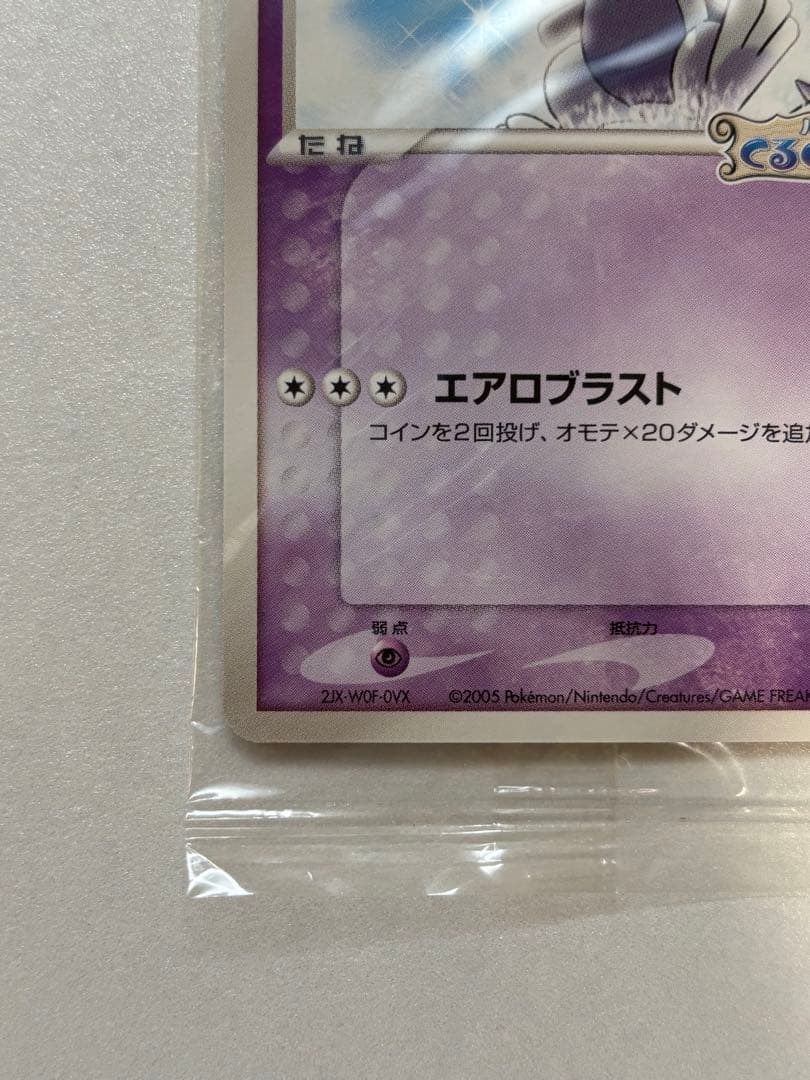 たね
エアロブラスト
コインを2回投げ、オモテ×20ダメージを追
弱点
抵抗力
2JX-W0F-0VX
©2005 Pokémon/Nintendo/Creatures/GAME FREAK